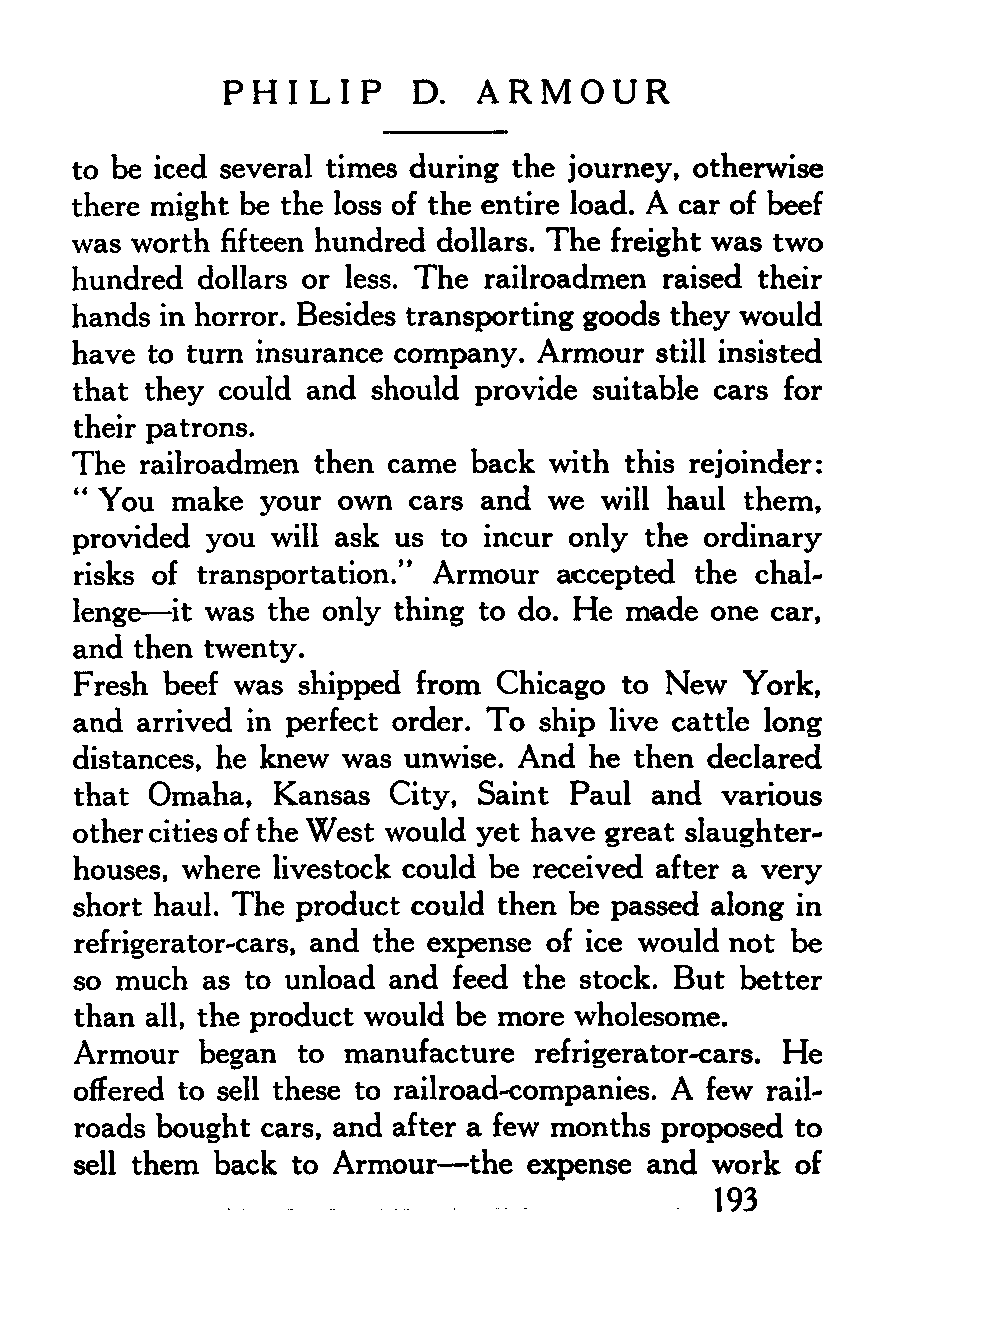 PHILIP D. ARMOUR
to be iced several times during the journey, otherwise
there might be the loss of the entire load. A car of beef
was worth fifteen hundred dollars. The freight was two
hundred dollars or less. The railroadmen raised their
hands in horror. Besides transporting goods they would
have to turn insurance company. Armour still insisted
that they could and should provide suitable cars for
their patrons.
The railroadmen then came back with this rejoinder:
“ You make your own cars and we will haul them,
provided you will ask us to incur only the ordinary
risks of transportation.” Armour accepted the chal-
lenge—it was the only thing to do. He made one car,
and then twenty.
Fresh beef was shipped from Chicago to New York,
and arrived in perfect order. To ship live cattle long
distances, he knew was unwise. And he then declared
that Omaha, Kansas City, Saint Paul and various
other cities of the West would yet have great slaughter-
houses, where livestock could be received after a very
short haul. The product could then be passed along in
refrigerator-cars, and the expense of ice would not be
so much as to unload and feed the stock. But better
than all, the product would be more wholesome.
Armour began to manufacture refrigerator-cars. He
offered to sell these to railroad-companies. A few rail-
roads bought cars, and after a few months proposed to
sell them back to Armour—the expense and work of
193